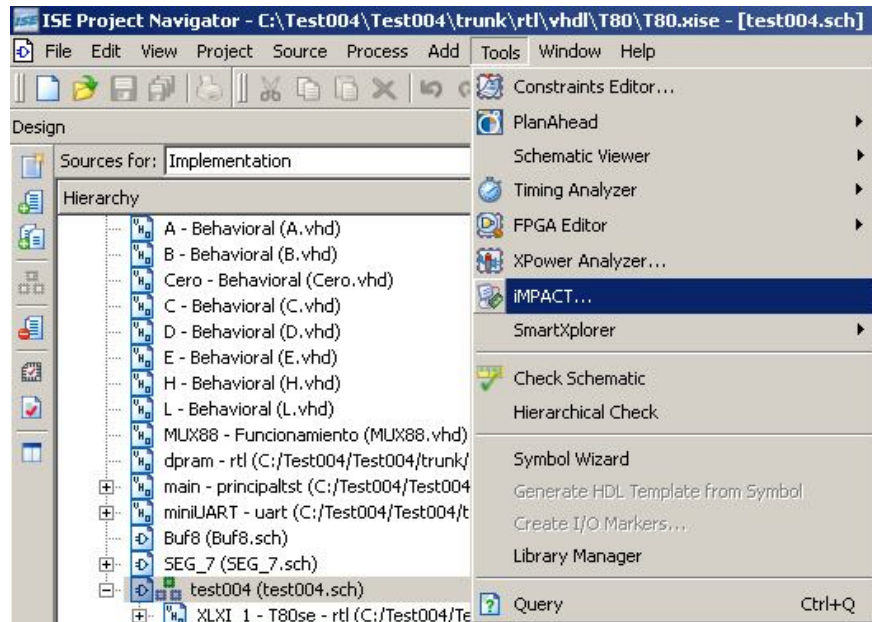 ISE Project Navigator - C:\Test004\Test004\trunk\rtl\vhdl\T80\T80.xise - [test004.sch]
File Edit View Project Source Process Add Tools Window Help
Design
Sources for: Implementation
Hierarchy
A - Behavioral (A.vhd)
B - Behavioral (B.vhd)
Cero - Behavioral (Cero.vhd)
C - Behavioral (C.vhd)
D - Behavioral (D.vhd)
E - Behavioral (E.vhd)
H - Behavioral (H.vhd)
L - Behavioral (L.vhd)
MUX88 - Funcionamiento (MUX88.vhd)
dpram - rtl (C:/Test004/Test004/trunk/
main - principaltst (C:/Test004/Test004
miniUART - uart (C:/Test004/Test004/t
Buf8 (Buf8.sch)
SEG_7 (SEG_7.sch)
test004 (test004.sch)
XLXI_1 - T80se - rtl (C:/Test004/Te
Constraints Editor...
PlanAhead
Schematic Viewer
Timing Analyzer
FPGA Editor
XPower Analyzer...
iMPACT...
SmartXplorer
Check Schematic
Hierarchical Check
Symbol Wizard
Generate HDL Template from Symbol
Create I/O Markers...
Library Manager
Query Ctrl+Q